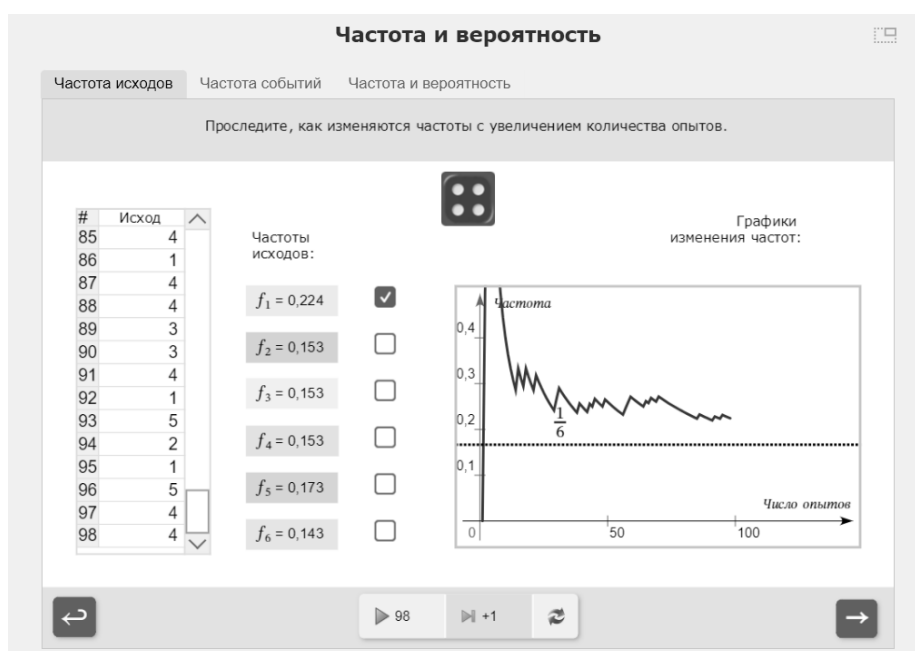 Частота и вероятность
Частота исходов Частота событий Частота и вероятность
Проследите, как изменяются частоты с увеличением количества опытов.
# Исход
85 4
86 1
87 4
88 4
89 3
90 3
91 4
92 1
93 5
94 2
95 1
96 5
97 4
98 4
Частоты
исходов:
f₁ = 0,224
f₂ = 0,153
f₃ = 0,153
f₄ = 0,153
f₅ = 0,173
f₆ = 0,143
Графики
изменения частот:
Частота
0,4
0,3
0,2
1/6
0,1
Число опытов
0 50 100
98 +1